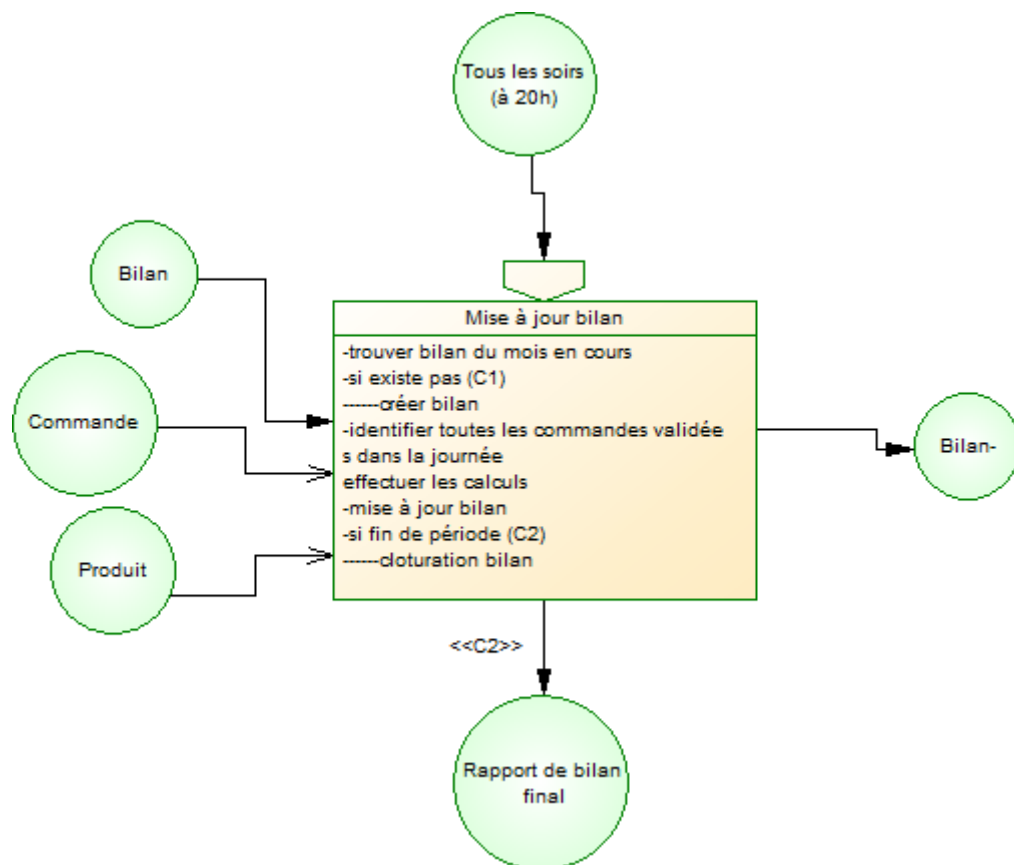 Tous les soirs
(à 20h)
Bilan
Mise à jour bilan
-trouver bilan du mois en cours
-si existe pas (C1)
------créer bilan
-identifier toutes les commandes validée
s dans la journée
effectuer les calculs
-mise à jour bilan
-si fin de période (C2)
------cloturation bilan
Commande
Bilan-
Produit
<<C2>>
Rapport de bilan
final